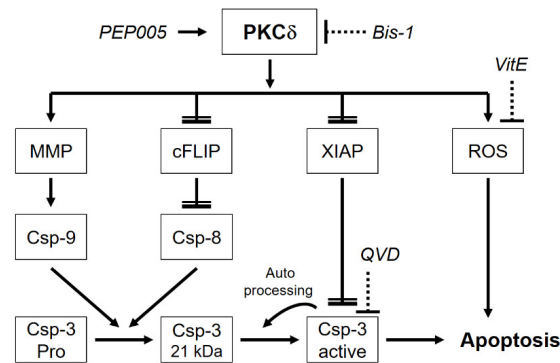 PEP005
PKCδ
Bis-1
VitE
MMP
cFLIP
XIAP
ROS
Csp-9
Csp-8
QVD
Auto
processing
Csp-3
Pro
Csp-3
21 kDa
Csp-3
active
Apoptosis